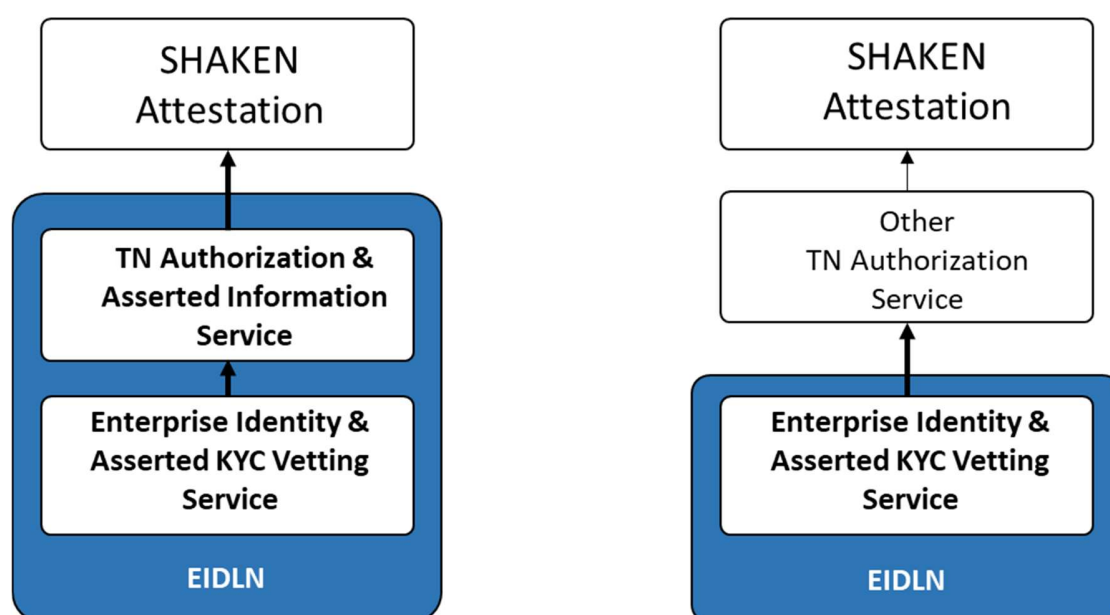 SHAKEN
Attestation
TN Authorization &
Asserted Information
Service
Enterprise Identity &
Asserted KYC Vetting
Service
EIDLN
SHAKEN
Attestation
Other
TN Authorization
Service
Enterprise Identity &
Asserted KYC Vetting
Service
EIDLN